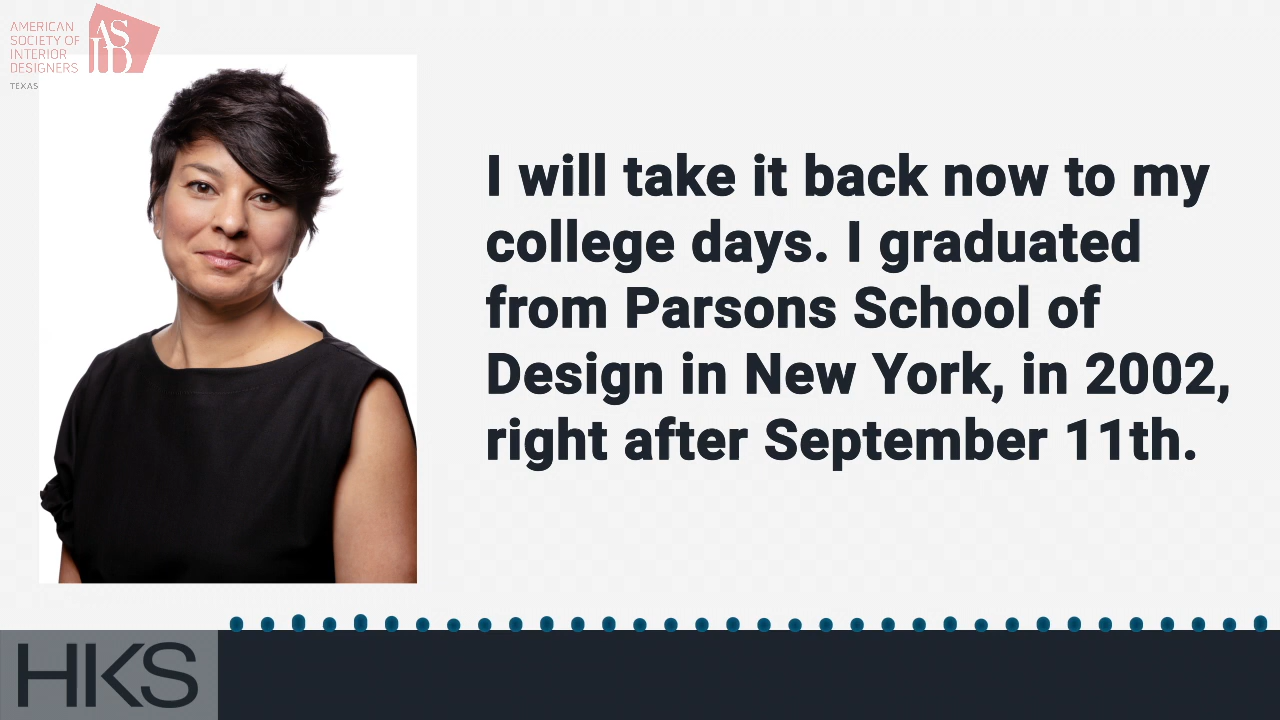 AMERICAN
SOCIETY OF
INTERIOR
DESIGNERS
TEXAS
ASID
I will take it back now to my
college days. I graduated
from Parsons School of
Design in New York, in 2002,
right after September 11th.
HKS